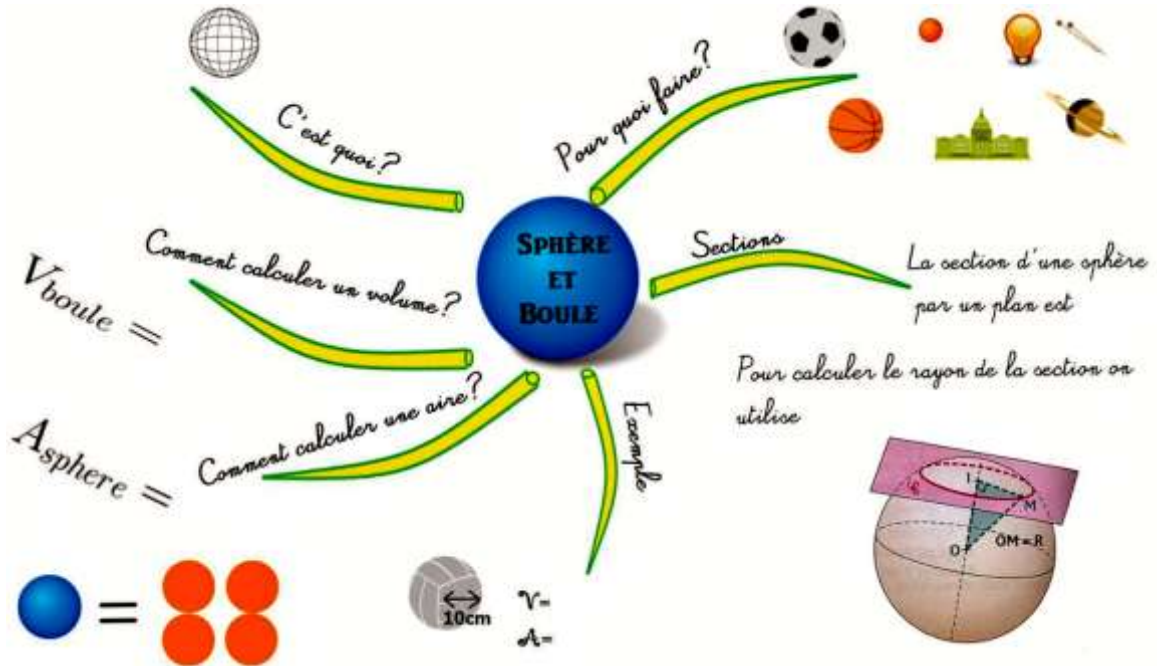 C'est quoi?
Pour quoi faire?
SPHÈRE
ET
BOULE
Sections
La section d'une sphère
par un plan est
Comment calculer un volume?
Vboule =
Pour calculer le rayon de la section on
utilise
Comment calculer une aire?
Asphere =
Exemple
I
M
O
OM=R
=
10cm
V=
A=